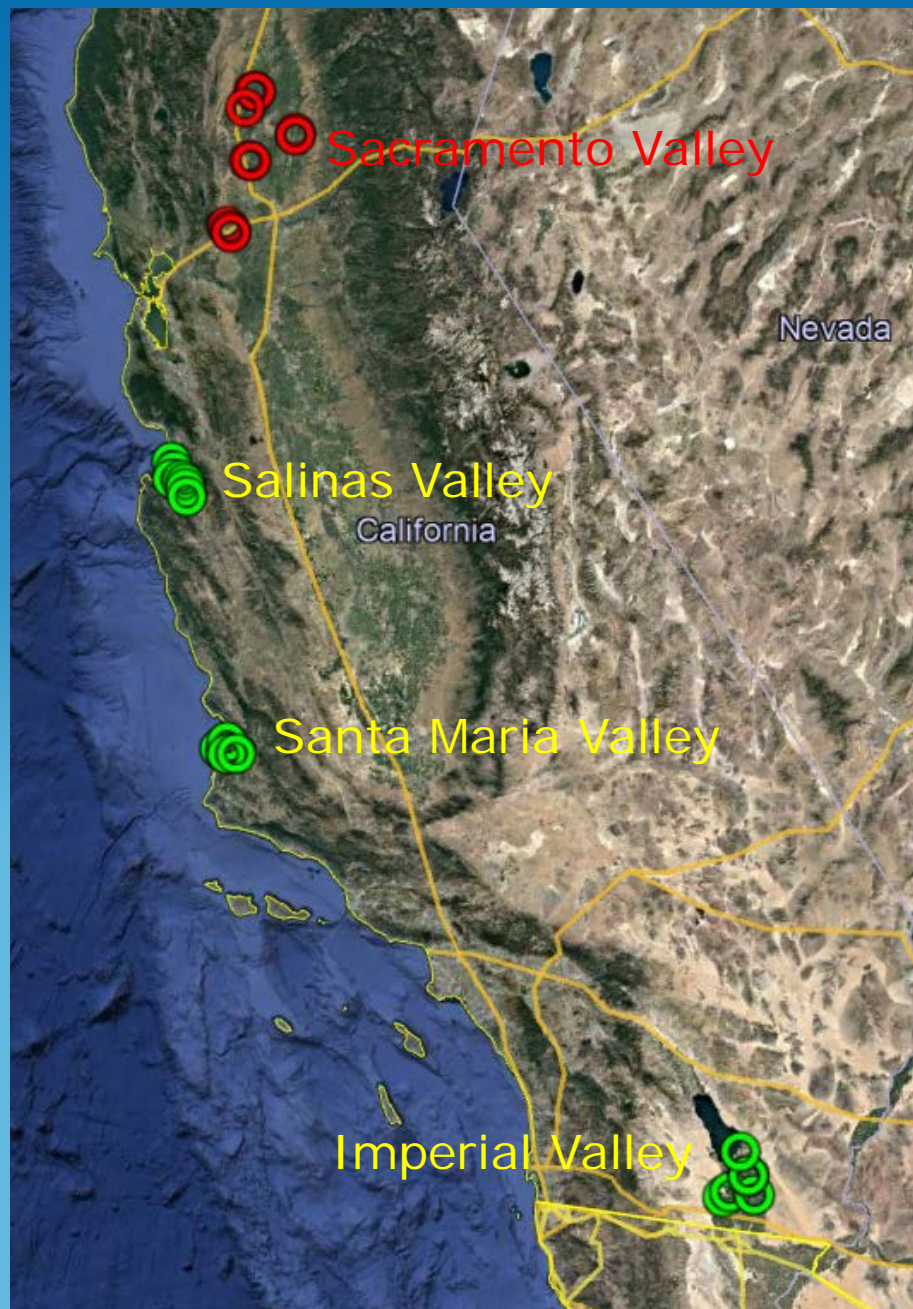 Sacramento Valley
Nevada
Salinas Valley
California
Santa Maria Valley
Imperial Valley